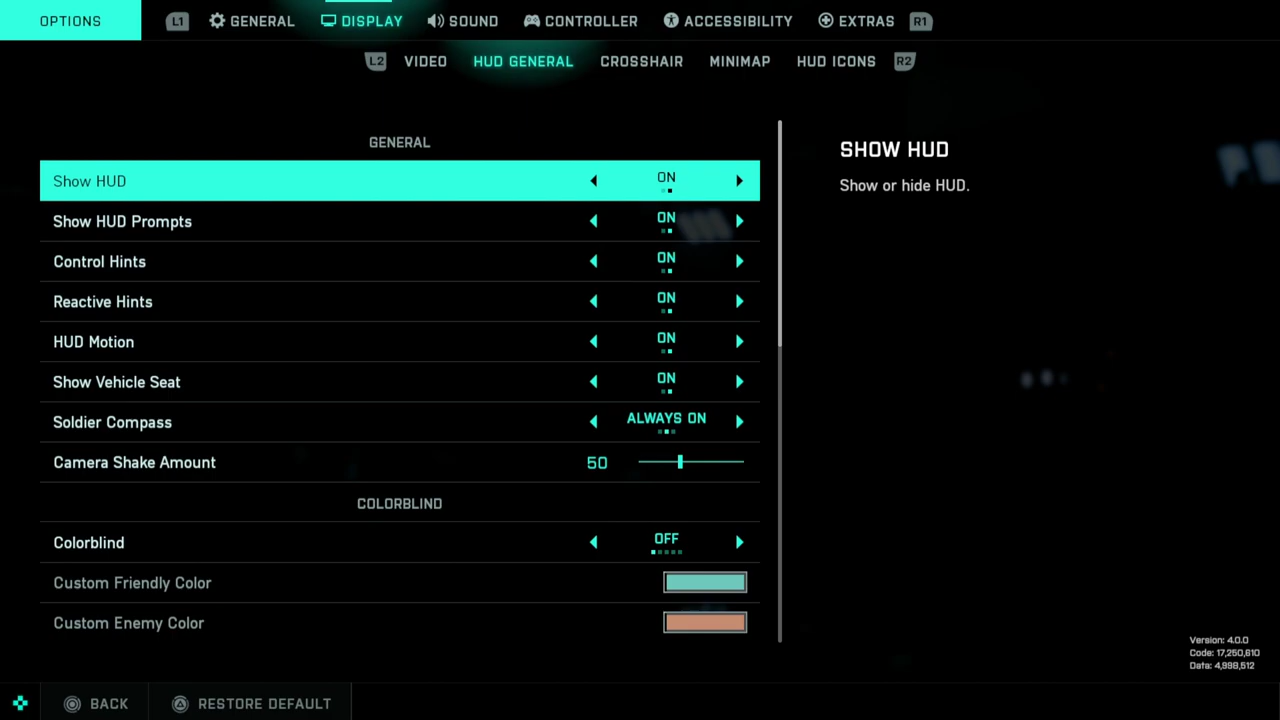 OPTIONS
L1 GENERAL DISPLAY SOUND CONTROLLER ACCESSIBILITY EXTRAS R1
L2 VIDEO HUD GENERAL CROSSHAIR MINIMAP HUD ICONS R2
GENERAL
Show HUD ON
Show HUD Prompts ON
Control Hints ON
Reactive Hints ON
HUD Motion ON
Show Vehicle Seat ON
Soldier Compass ALWAYS ON
Camera Shake Amount 50
COLORBLIND
Colorblind OFF
Custom Friendly Color
Custom Enemy Color
SHOW HUD
Show or hide HUD.
Version: 4.0.0
Code: 17,250,610
Data: 4,998,512
BACK RESTORE DEFAULT